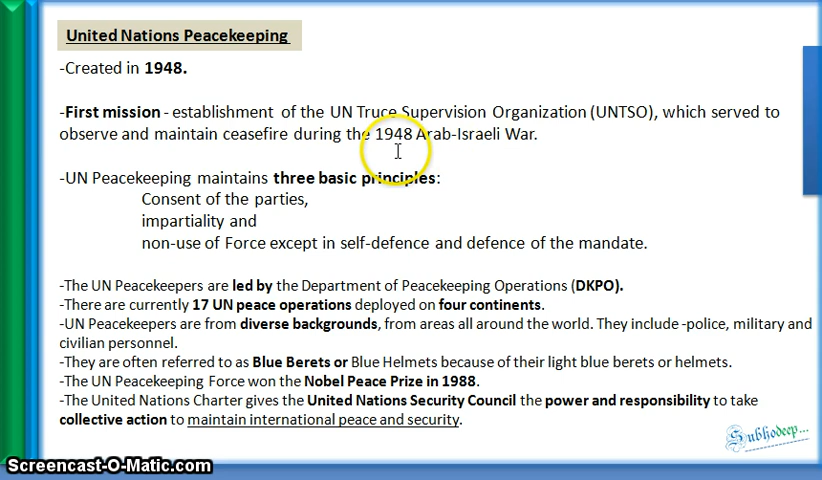 United Nations Peacekeeping
-Created in 1948.
-First mission - establishment of the UN Truce Supervision Organization (UNTSO), which served to
observe and maintain ceasefire during the 1948 Arab-Israeli War.
-UN Peacekeeping maintains three basic principles:
Consent of the parties,
impartiality and
non-use of Force except in self-defence and defence of the mandate.
-The UN Peacekeepers are led by the Department of Peacekeeping Operations (DKPO).
-There are currently 17 UN peace operations deployed on four continents.
-UN Peacekeepers are from diverse backgrounds, from areas all around the world. They include -police, military and
civilian personnel.
-They are often referred to as Blue Berets or Blue Helmets because of their light blue berets or helmets.
-The UN Peacekeeping Force won the Nobel Peace Prize in 1988.
-The United Nations Charter gives the United Nations Security Council the power and responsibility to take
collective action to maintain international peace and security.
Subhodeep...
Screencast-O-Matic.com